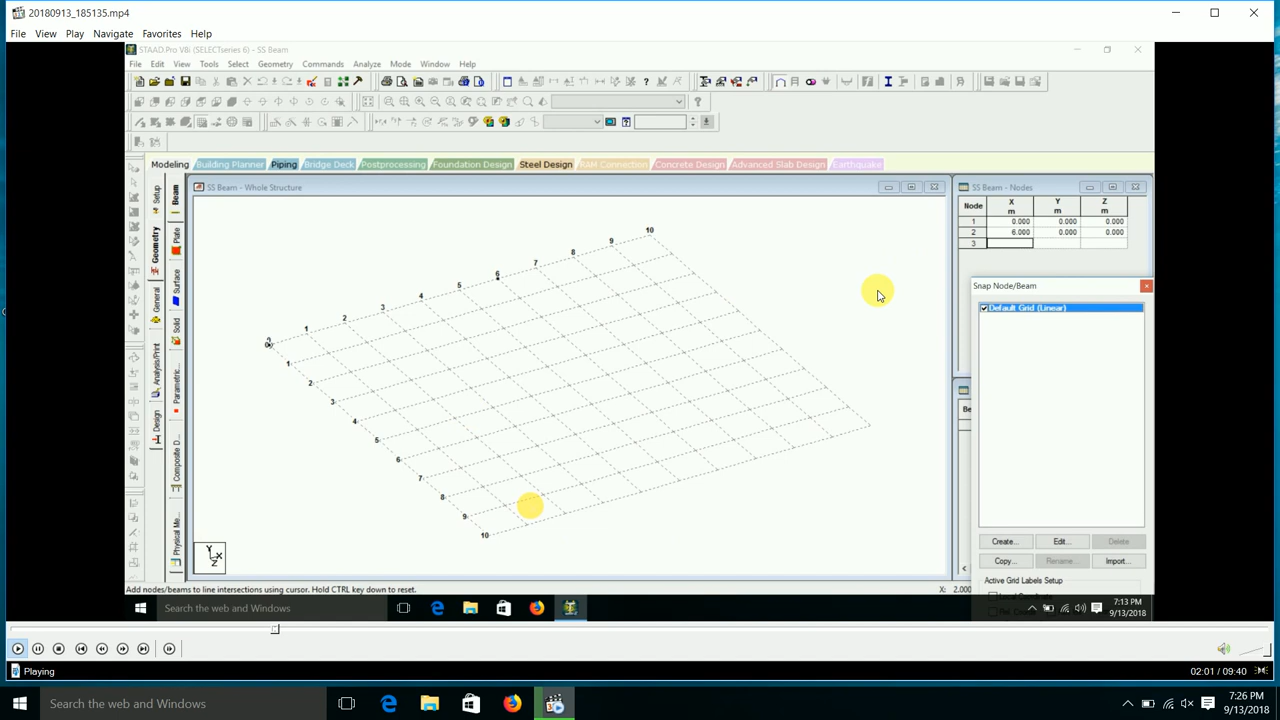 20180913_185135.mp4
File View Play Navigate Favorites Help
STAAD.Pro V8i (SELECTseries 6) - SS Beam
File Edit View Tools Select Geometry Commands Analyze Mode Window Help
Modeling Building Planner Piping Bridge Deck Postprocessing Foundation Design Steel Design RAM Connection Concrete Design Advanced Slab Design Earthquake
Setup
Geometry
General
Analysis/Print
Design
Beam
Plate
Surface
Solid
Parametric...
Composite D...
Physical Me...
SS Beam - Whole Structure
10
9
8
7
6
5
4
3
2
1
1
2
3
4
5
6
7
8
9
10
Y
X
Z
SS Beam - Nodes
Node X m Y m Z m
1 0.000 0.000 0.000
2 6.000 0.000 0.000
3
Be
Snap Node/Beam
Default Grid (Linear)
Create... Edit... Delete
Copy... Rename... Import...
Active Grid Labels Setup
Add nodes/beams to line intersections using cursor. Hold CTRL key down to reset. X: 2.000
Search the web and Windows
7:13 PM
9/13/2018
Playing 02:01 / 09:40
Search the web and Windows
7:26 PM
9/13/2018